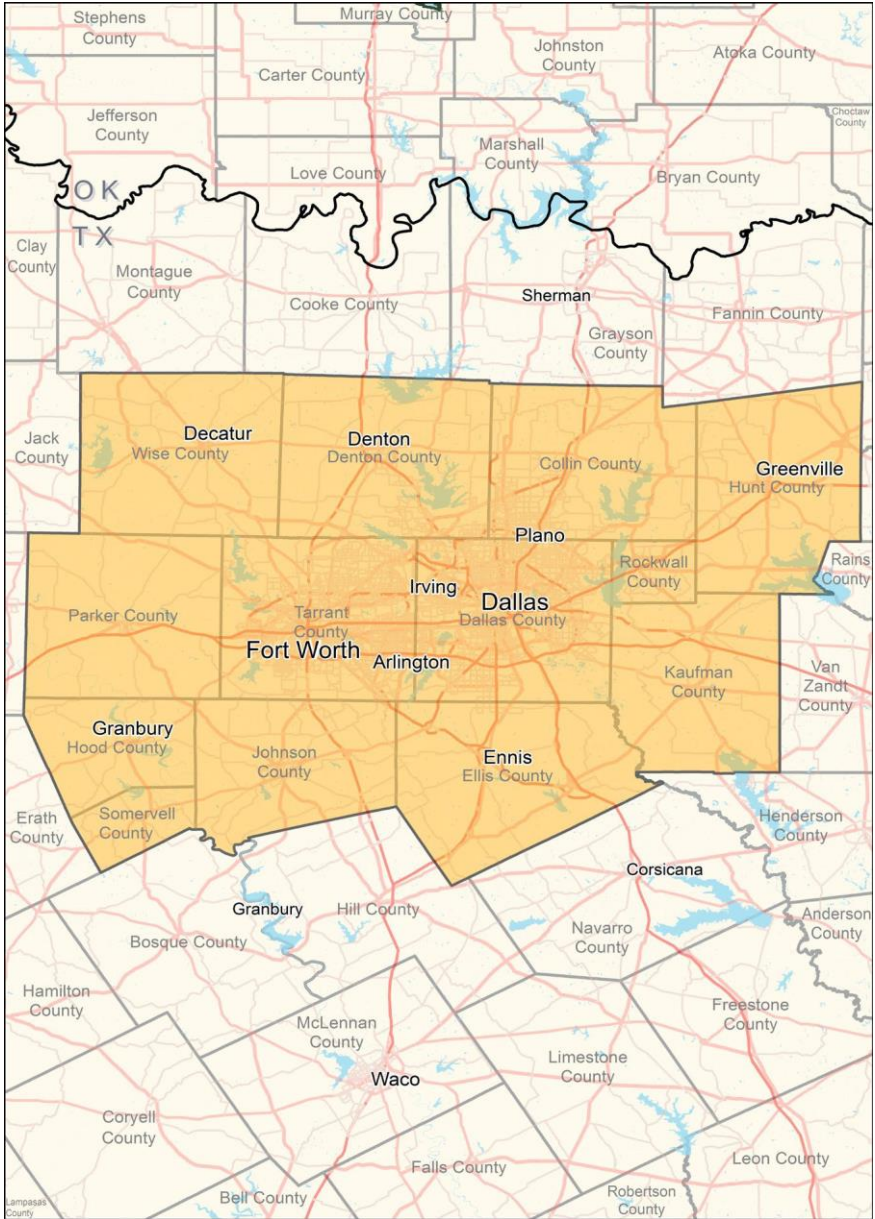 Stephens
County
Murray County
Johnston
County
Atoka County
Carter County
Jefferson
County
Choctaw
County
Marshall
County
Love County
Bryan County
OK
TX
Clay
County
Montague
County
Cooke County
Sherman
Grayson
County
Fannin County
Jack
County
Decatur
Wise County
Denton
Denton County
Collin County
Greenville
Hunt County
Plano
Rockwall
County
Rains
County
Irving
Dallas
Dallas County
Parker County
Tarrant
County
Fort Worth
Arlington
Kaufman
County
Van
Zandt
County
Granbury
Hood County
Johnson
County
Ennis
Ellis County
Erath
County
Somervell
County
Henderson
County
Corsicana
Granbury
Hill County
Navarro
County
Anderson
County
Bosque County
Hamilton
County
McLennan
County
Freestone
County
Limestone
County
Waco
Coryell
County
Falls County
Leon County
Bell County
Robertson
County
Lampasas
County